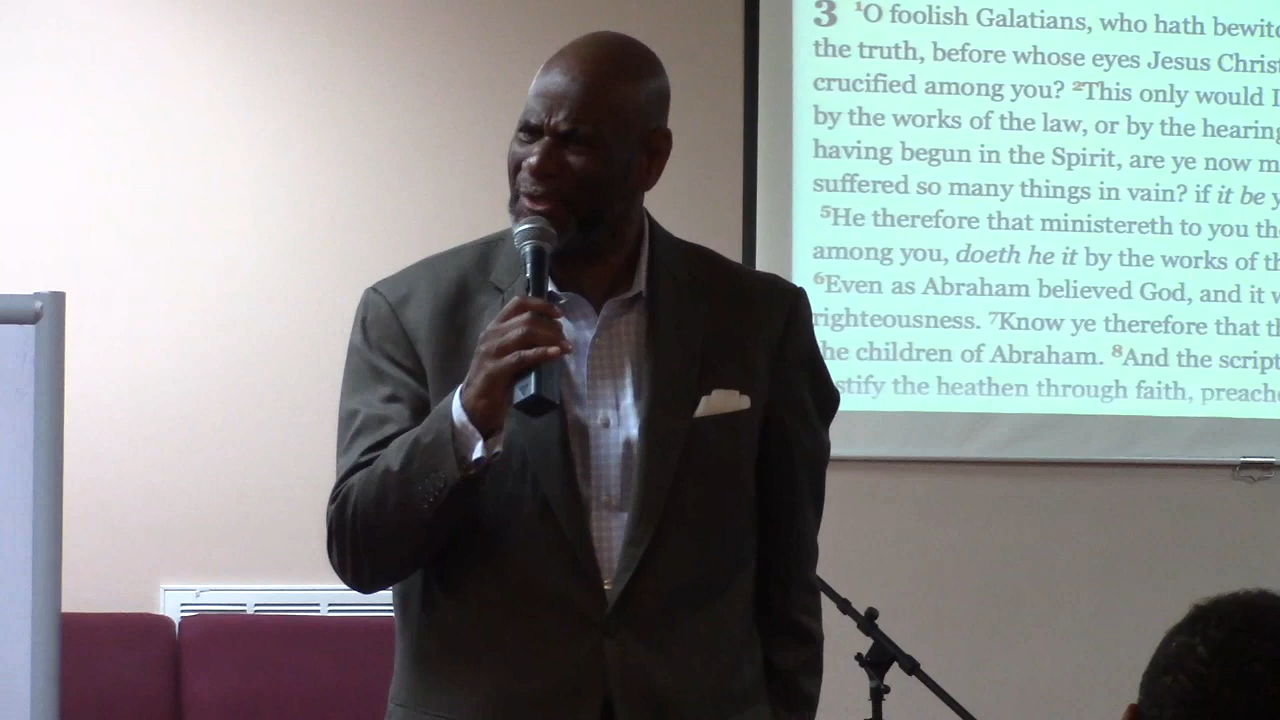 3 ¹O foolish Galatians, who hath
the truth, before whose eyes Jesus
crucified among you? ²This only would I
by the works of the law, or by the hearing
having begun in the Spirit, are ye now
suffered so many things in vain? if it be
⁵He therefore that ministereth to you
among you, doeth he it by the works of
⁶Even as Abraham believed God, and it
righteousness. ⁷Know ye therefore that
he children of Abraham. ⁸And the
stify the heathen through faith,